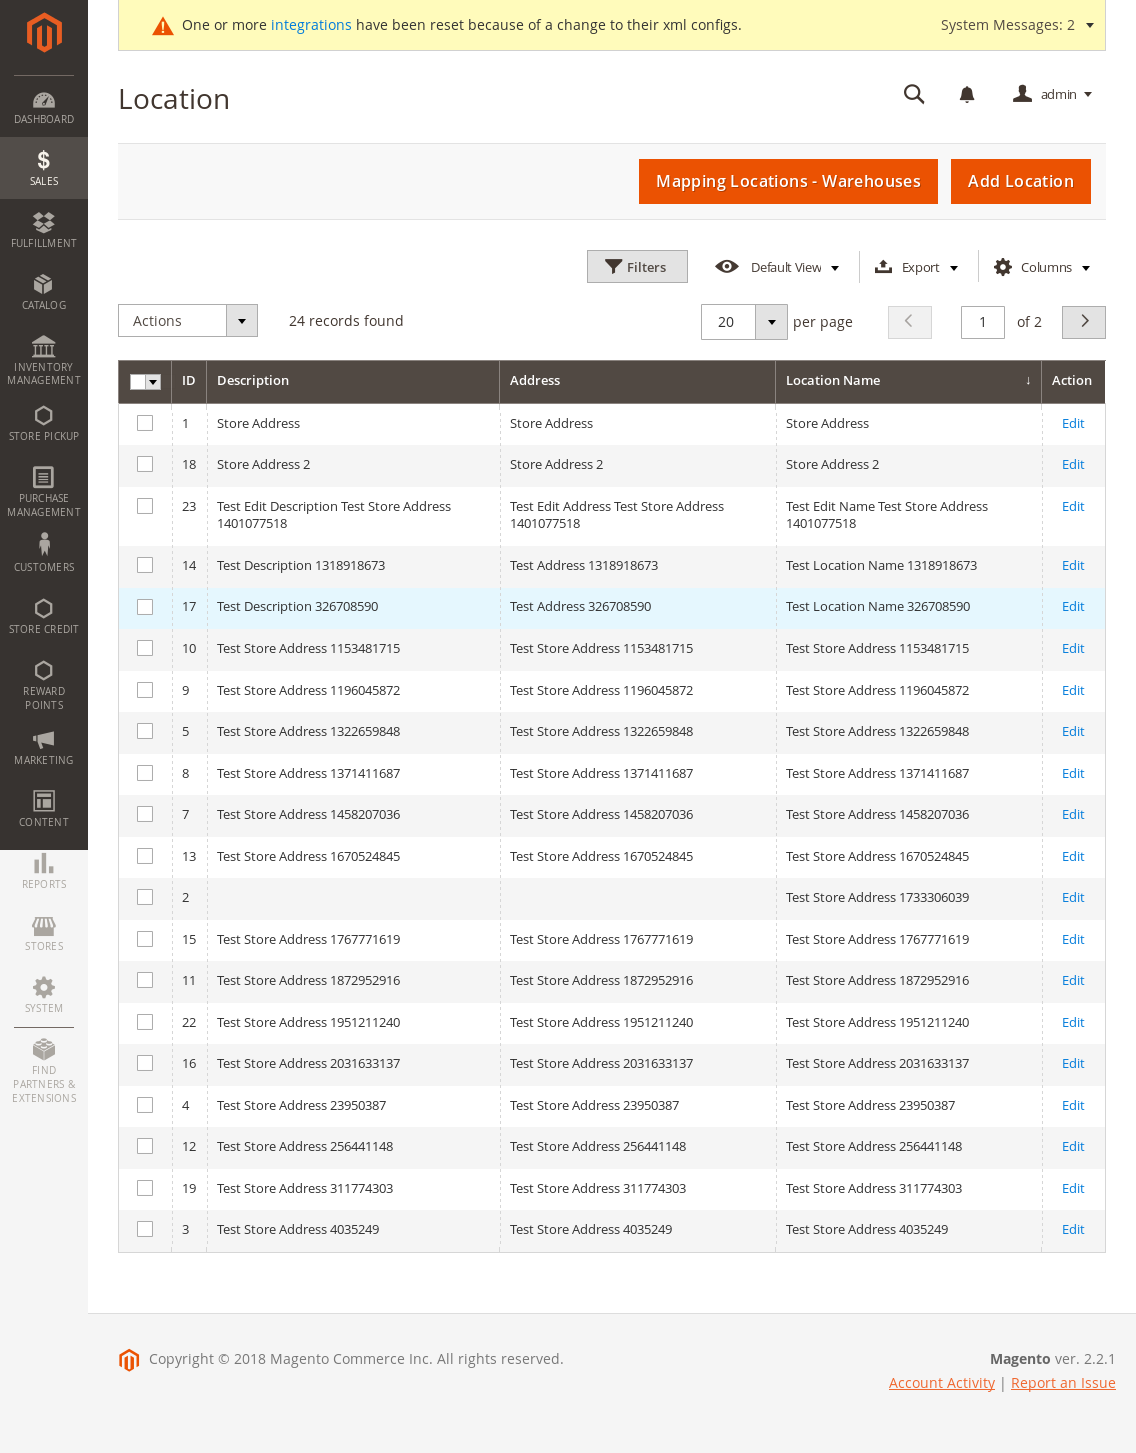 One or more integrations have been reset because of a change to their xml configs. System Messages: 2
Location
admin
Mapping Locations - Warehouses Add Location
Filters Default View Export Columns
Actions 24 records found 20 per page 1 of 2
ID Description Address Location Name ↓ Action
1 Store Address Store Address Store Address Edit
18 Store Address 2 Store Address 2 Store Address 2 Edit
23 Test Edit Description Test Store Address Test Edit Address Test Store Address Test Edit Name Test Store Address Edit
1401077518 1401077518 1401077518
14 Test Description 1318918673 Test Address 1318918673 Test Location Name 1318918673 Edit
17 Test Description 326708590 Test Address 326708590 Test Location Name 326708590 Edit
10 Test Store Address 1153481715 Test Store Address 1153481715 Test Store Address 1153481715 Edit
9 Test Store Address 1196045872 Test Store Address 1196045872 Test Store Address 1196045872 Edit
5 Test Store Address 1322659848 Test Store Address 1322659848 Test Store Address 1322659848 Edit
8 Test Store Address 1371411687 Test Store Address 1371411687 Test Store Address 1371411687 Edit
7 Test Store Address 1458207036 Test Store Address 1458207036 Test Store Address 1458207036 Edit
13 Test Store Address 1670524845 Test Store Address 1670524845 Test Store Address 1670524845 Edit
2 Test Store Address 1733306039 Edit
15 Test Store Address 1767771619 Test Store Address 1767771619 Test Store Address 1767771619 Edit
11 Test Store Address 1872952916 Test Store Address 1872952916 Test Store Address 1872952916 Edit
22 Test Store Address 1951211240 Test Store Address 1951211240 Test Store Address 1951211240 Edit
16 Test Store Address 2031633137 Test Store Address 2031633137 Test Store Address 2031633137 Edit
4 Test Store Address 23950387 Test Store Address 23950387 Test Store Address 23950387 Edit
12 Test Store Address 256441148 Test Store Address 256441148 Test Store Address 256441148 Edit
19 Test Store Address 311774303 Test Store Address 311774303 Test Store Address 311774303 Edit
3 Test Store Address 4035249 Test Store Address 4035249 Test Store Address 4035249 Edit
DASHBOARD
$
SALES
FULFILLMENT
CATALOG
INVENTORY
MANAGEMENT
STORE PICKUP
PURCHASE
MANAGEMENT
CUSTOMERS
STORE CREDIT
REWARD
POINTS
MARKETING
CONTENT
REPORTS
STORES
SYSTEM
FIND
PARTNERS &
EXTENSIONS
Copyright © 2018 Magento Commerce Inc. All rights reserved. Magento ver. 2.2.1
Account Activity | Report an Issue